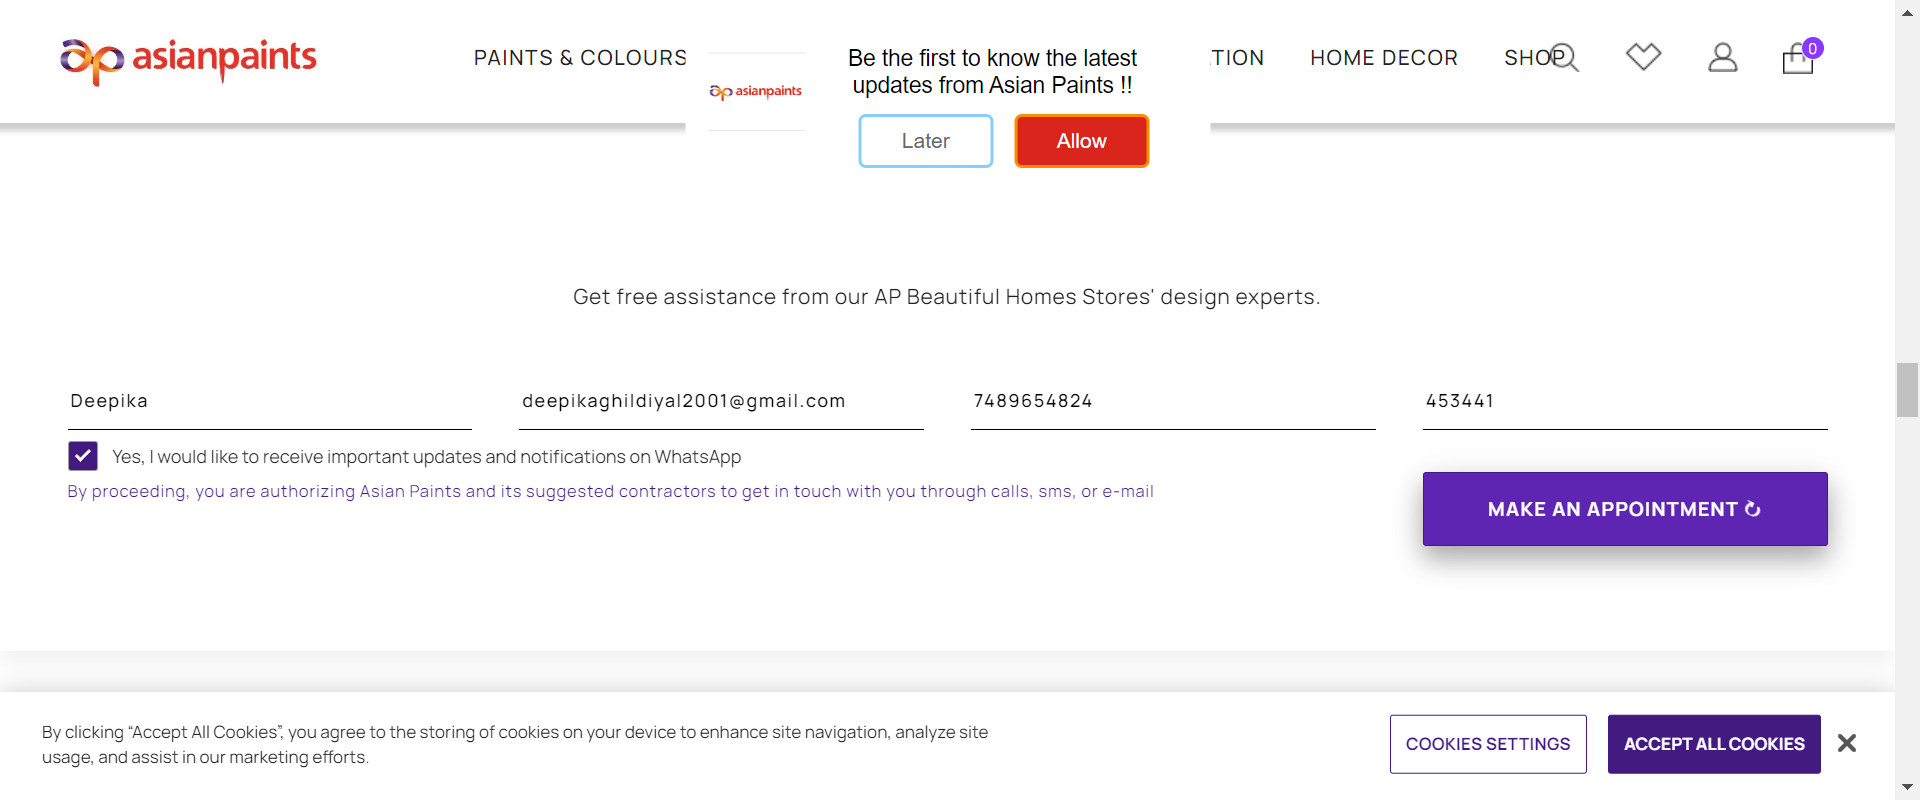 asianpaints
PAINTS & COLOURS
TION
HOME DECOR
SHOP
0
asianpaints
Be the first to know the latest
updates from Asian Paints !!
Later
Allow
Get free assistance from our AP Beautiful Homes Stores' design experts.
Deepika
deepikaghildiyal2001@gmail.com
7489654824
453441
Yes, I would like to receive important updates and notifications on WhatsApp
By proceeding, you are authorizing Asian Paints and its suggested contractors to get in touch with you through calls, sms, or e-mail
MAKE AN APPOINTMENT ↻
By clicking “Accept All Cookies”, you agree to the storing of cookies on your device to enhance site navigation, analyze site
usage, and assist in our marketing efforts.
COOKIES SETTINGS
ACCEPT ALL COOKIES